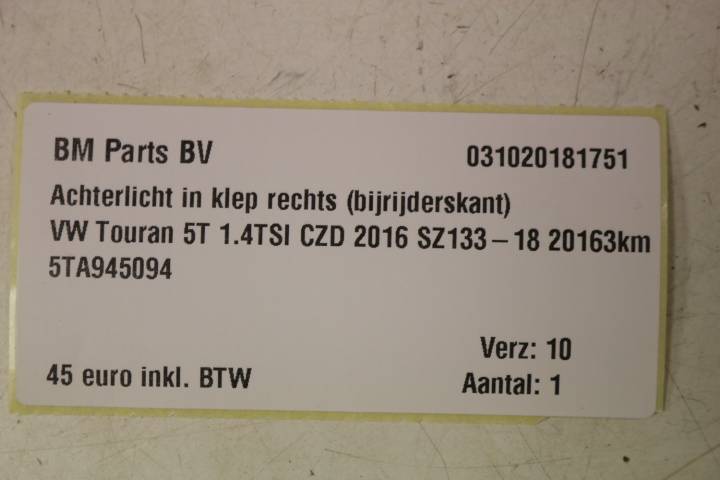 BM Parts BV 031020181751
Achterlicht in klep rechts (bijrijderskant)
VW Touran 5T 1.4TSI CZD 2016 SZ133-18 20163km
5TA945094
Verz: 10
45 euro inkl. BTW Aantal: 1